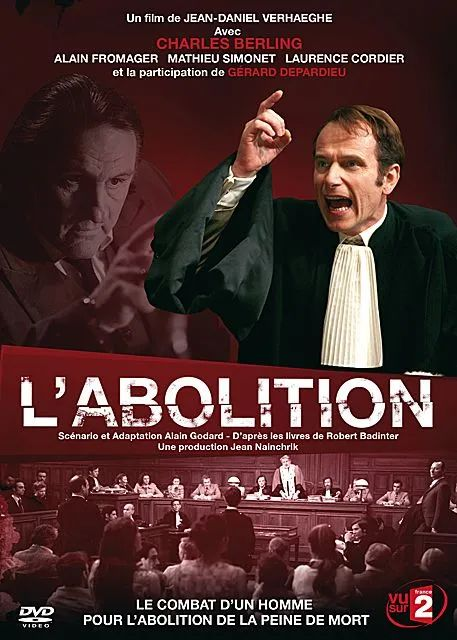 Un film de JEAN-DANIEL VERHAEGHE
Avec
CHARLES BERLING
ALAIN FROMAGER MATHIEU SIMONET LAURENCE CORDIER
et la participation de GÉRARD DEPARDIEU
L'ABOLITION
Scénario et Adaptation Alain Godard - D'après les livres de Robert Badinter
Une production Jean Nainchrik
VU SUR
france
2
DVD
VIDEO
LE COMBAT D'UN HOMME
POUR L'ABOLITION DE LA PEINE DE MORT